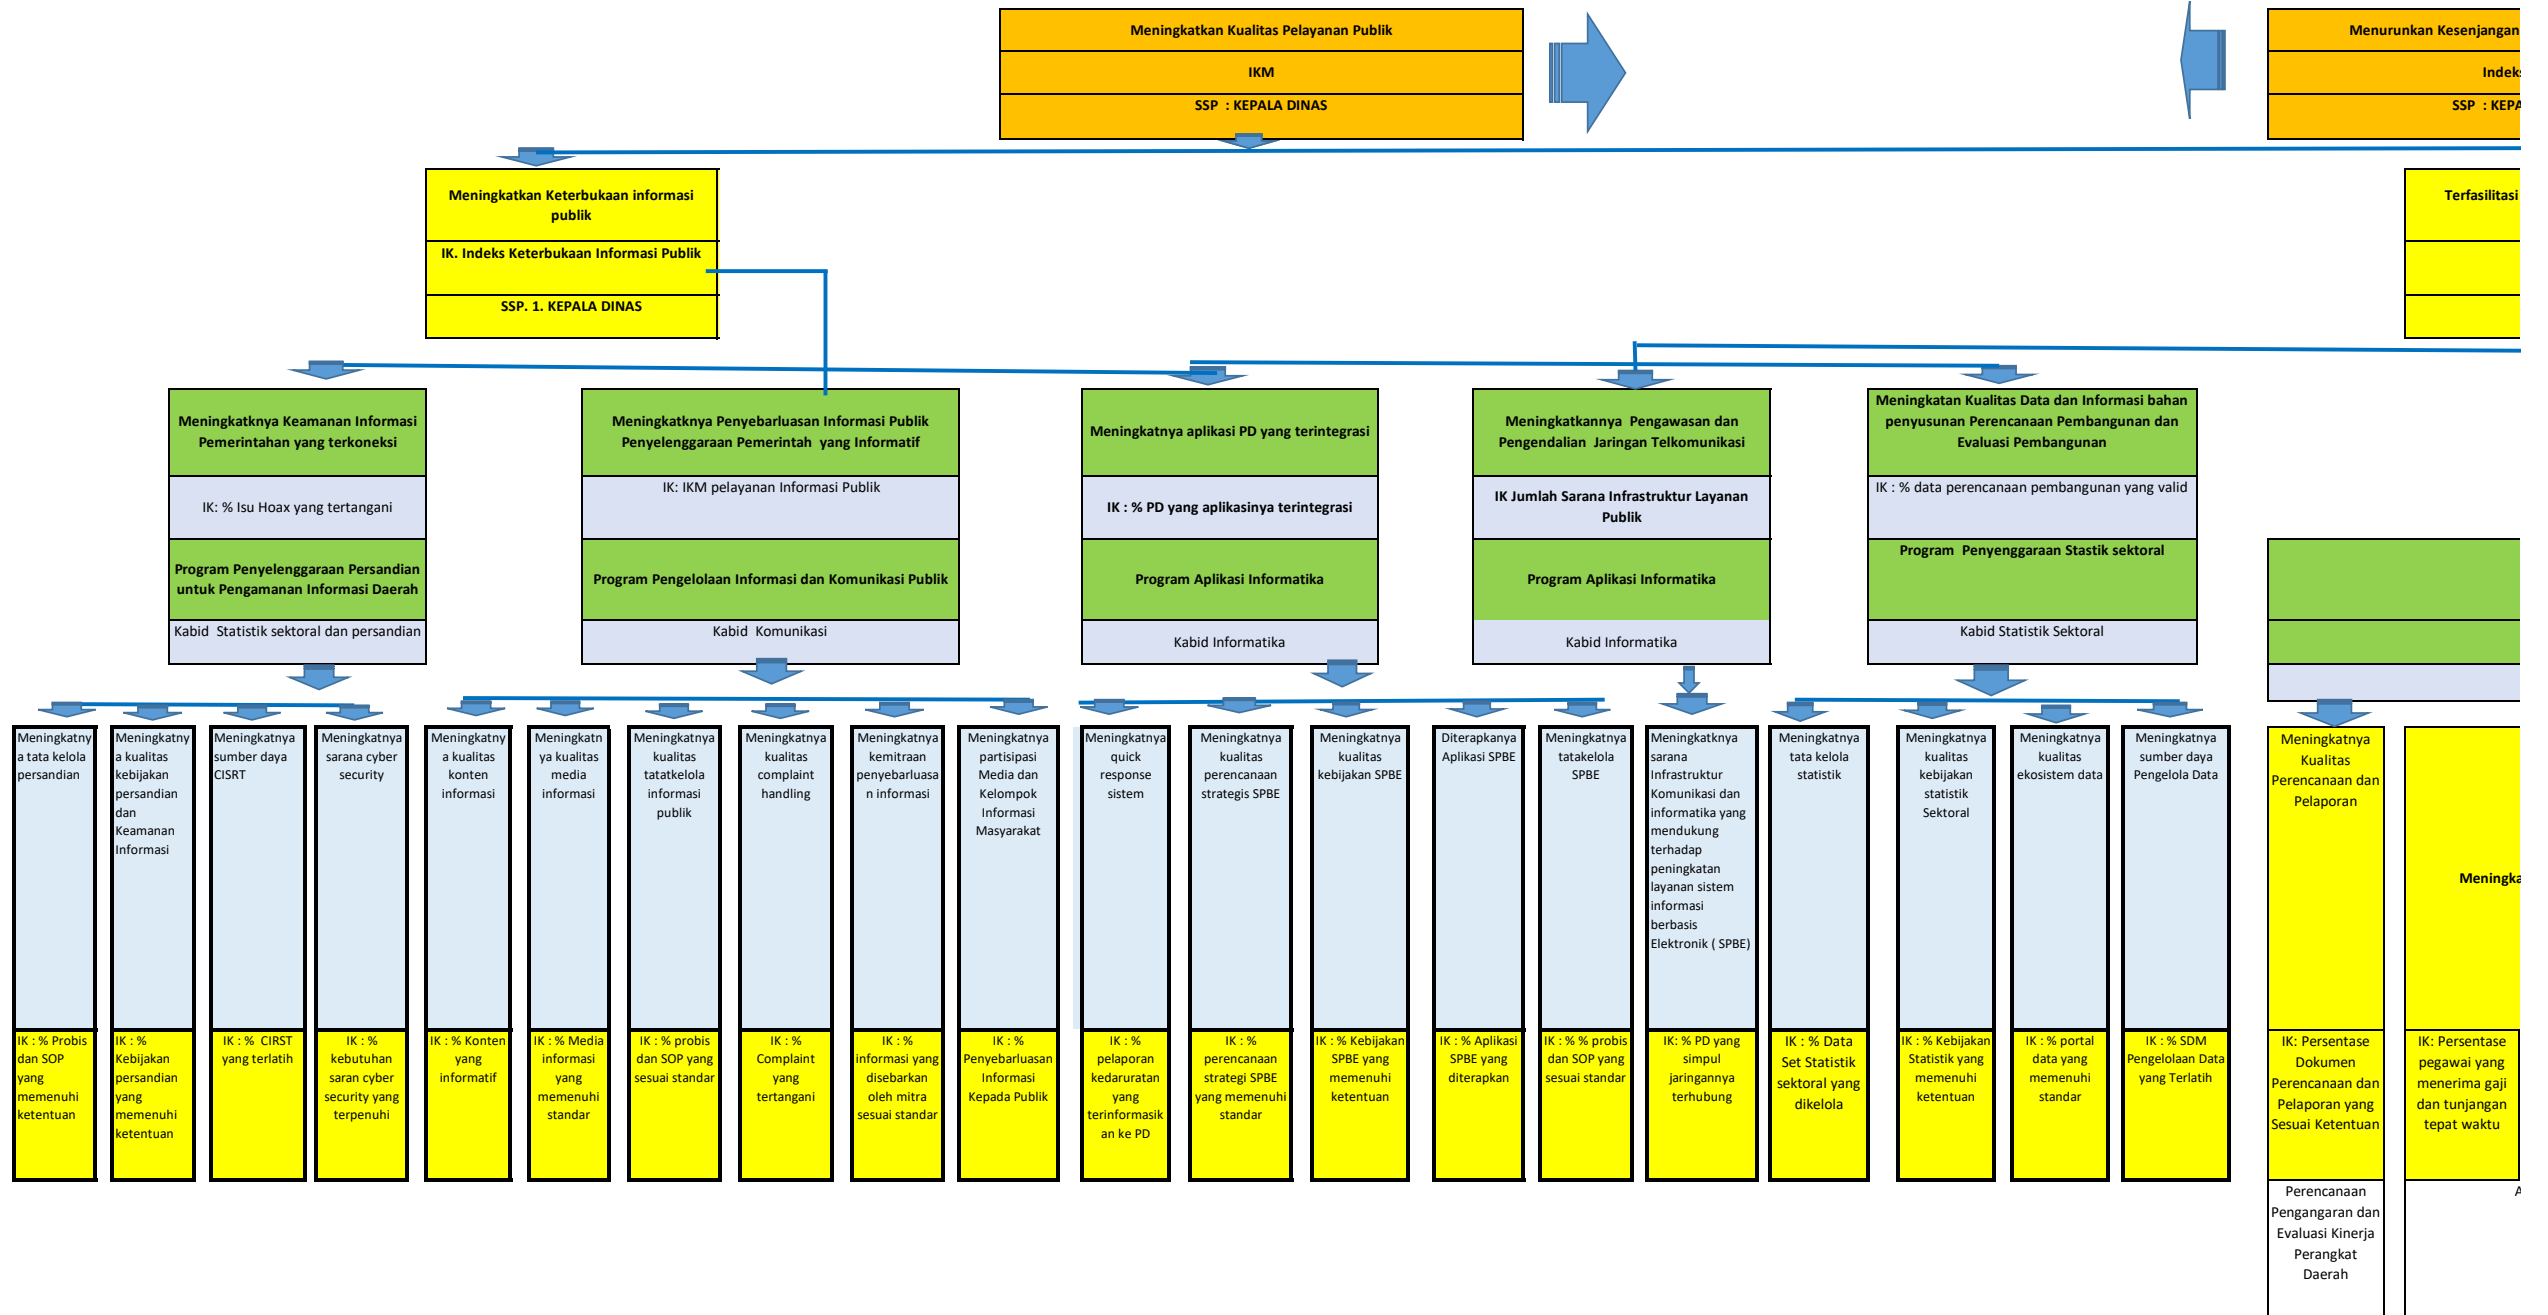 Meningkatkan Kualitas Pelayanan Publik
IKM
SSP : KEPALA DINAS
Menurunkan Kesenjangan
Indeks
SSP : KEPA
Meningkatkan Keterbukaan informasi
publik
IK. Indeks Keterbukaan Informasi Publik
SSP. 1. KEPALA DINAS
Terfasilitasi
Meningkatknya Keamanan Informasi
Pemerintahan yang terkoneksi
IK: % Isu Hoax yang tertangani
Program Penyelenggaraan Persandian
untuk Pengamanan Informasi Daerah
Kabid Statistik sektoral dan persandian
Meningkatknya Penyebarluasan Informasi Publik
Penyelenggaraan Pemerintah yang Informatif
IK: IKM pelayanan Informasi Publik
Program Pengelolaan Informasi dan Komunikasi Publik
Kabid Komunikasi
Meningkatnya aplikasi PD yang terintegrasi
IK : % PD yang aplikasinya terintegrasi
Program Aplikasi Informatika
Kabid Informatika
Meningkatkannya Pengawasan dan
Pengendalian Jaringan Telkomunikasi
IK Jumlah Sarana Infrastruktur Layanan
Publik
Program Aplikasi Informatika
Kabid Informatika
Meningkatan Kualitas Data dan Informasi bahan
penyusunan Perencanaan Pembangunan dan
Evaluasi Pembangunan
IK : % data perencanaan pembangunan yang valid
Program Penyenggaraan Stastik sektoral
Kabid Statistik Sektoral
Meningkatny
a tata kelola
persandian
IK : % Probis
dan SOP
yang
memenuhi
ketentuan
Meningkatny
a kualitas
kebijakan
persandian
dan
Keamanan
Informasi
IK : %
Kebijakan
persandian
yang
memenuhi
ketentuan
Meningkatnya
sumber daya
CISRT
IK : % CIRST
yang terlatih
Meningkatnya
sarana cyber
security
IK : %
kebutuhan
saran cyber
security yang
terpenuhi
Meningkatny
a kualitas
konten
informasi
IK : % Konten
yang
informatif
Meningkatn
ya kualitas
media
informasi
IK : % Media
informasi
yang
memenuhi
standar
Meningkatnya
kualitas
tatatkelola
informasi
publik
IK : % probis
dan SOP yang
sesuai standar
Meningkatnya
kualitas
complaint
handling
IK : %
Complaint
yang
tertangani
Meningkatnya
kemitraan
penyebarluasa
n informasi
IK : %
informasi yang
disebarkan
oleh mitra
sesuai standar
Meningkatnya
partisipasi
Media dan
Kelempok
Informasi
Masyarakat
IK : %
Penyebarluasan
Informasi
Kepada Publik
Meningkatnya
quick
response
sistem
IK : %
pelaporan
kedaruratan
yang
terinformasik
an ke PD
Meningkatnya
kualitas
perencanaan
strategis SPBE
IK : %
perencanaan
strategi SPBE
yang memenuhi
standar
Meningkatnya
kualitas
kebijakan SPBE
IK : % Kebijakan
SPBE yang
memenuhi
ketentuan
Diterapkanya
Aplikasi SPBE
IK : % Aplikasi
SPBE yang
diterapkan
Meningkatnya
tatakelola
SPBE
IK : % % probis
dan SOP yang
sesuai standar
Meningkatknya
sarana
Infrastruktur
Komunikasi dan
informatika yang
mendukung
terhadap
peningkatan
layanan sistem
informasi
berbasis
Elektronik ( SPBE)
IK: % PD yang
simpul
jaringannya
terhubung
Meningkatnya
tata kelola
statistik
IK : % Data
Set Statistik
sektoral yang
dikelola
Meningkatnya
kualitas
kebijakan
statistik
Sektoral
IK : % Kebijakan
Statistik yang
memenuhi
ketentuan
Meningkatnya
kualitas
ekosistem data
IK : % portal
data yang
memenuhi
standar
Meningkatnya
sumber daya
Pengelola Data
IK : % SDM
Pengelolaan Data
yang Terlatih
Meningkatnya
Kualitas
Perencanaan dan
Pelaporan
IK: Persentase
Dokumen
Perencanaan dan
Pelaporan yang
Sesuai Ketentuan
Perencanaan
Pengangaran dan
Evaluasi Kinerja
Perangkat
Daerah
Meningka
IK: Persentase
pegawai yang
menerima gaji
dan tunjangan
tepat waktu
A